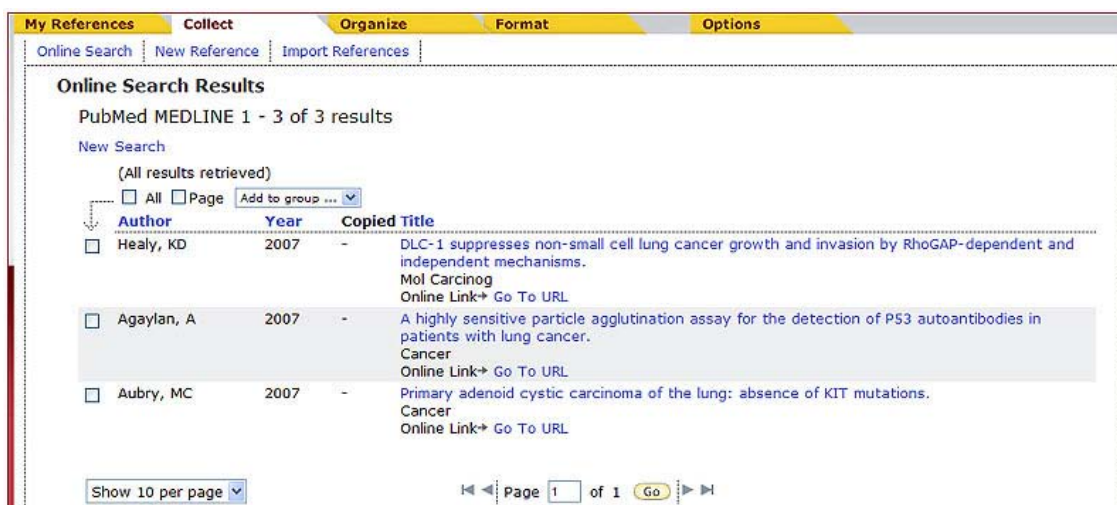 My References Collect Organize Format Options
Online Search New Reference Import References
Online Search Results
PubMed MEDLINE 1 - 3 of 3 results
New Search
(All results retrieved)
All Page Add to group ...
Author Year Copied Title
Healy, KD 2007 - DLC-1 suppresses non-small cell lung cancer growth and invasion by RhoGAP-dependent and
independent mechanisms.
Mol Carcinog
Online Link→ Go To URL
Agaylan, A 2007 - A highly sensitive particle agglutination assay for the detection of P53 autoantibodies in
patients with lung cancer.
Cancer
Online Link→ Go To URL
Aubry, MC 2007 - Primary adenoid cystic carcinoma of the lung: absence of KIT mutations.
Cancer
Online Link→ Go To URL
Show 10 per page Page 1 of 1 Go